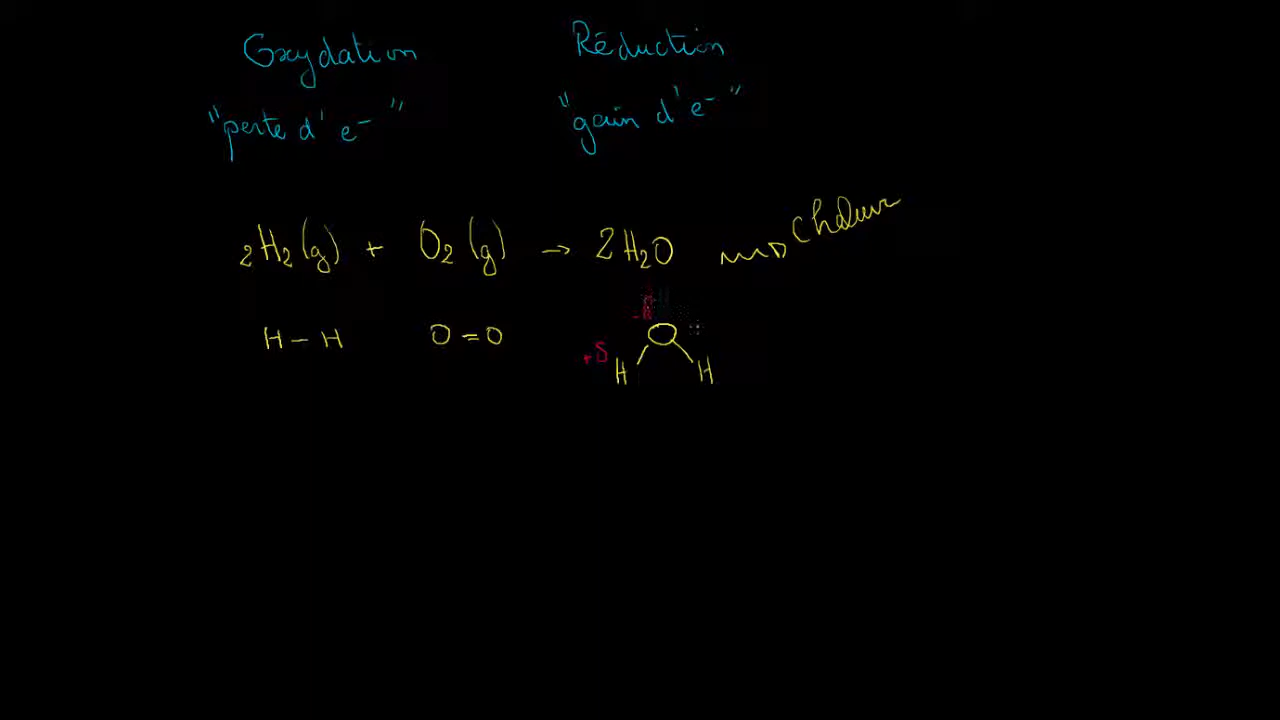 Oxydation Réduction
"perte d'e⁻" "gain d'e⁻"
2H₂(g) + O₂(g) → 2H₂O Chaleur
H – H O = O O
+δ H H